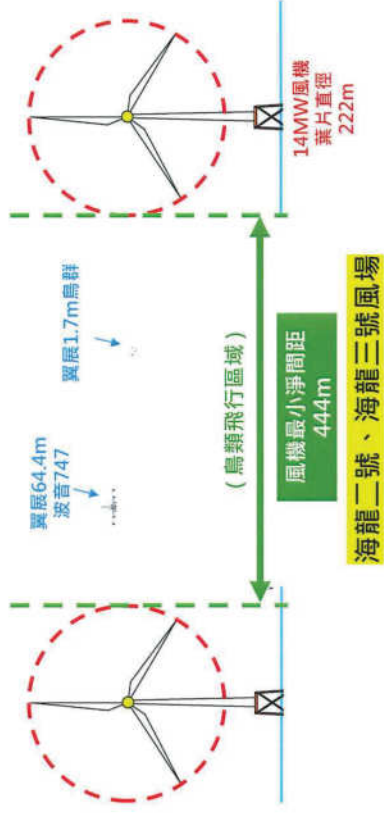 翼展64.4m
波音747
翼展1.7m鳥群
(鳥類飛行區域)
風機最小淨間距
444m
14MW風機
葉片直徑
222m
海龍二號、海龍三號風場